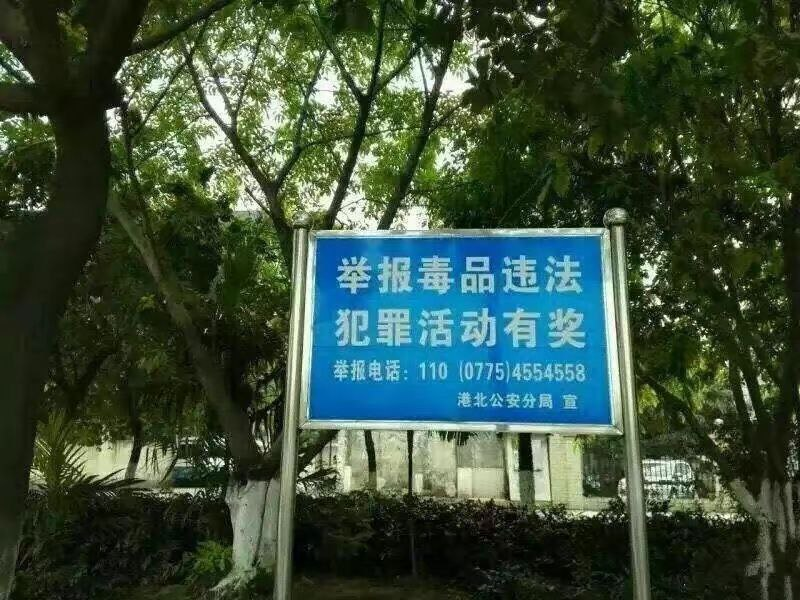 举报毒品违法
犯罪活动有奖
举报电话：110 (0775)4554558
港北公安分局 宣